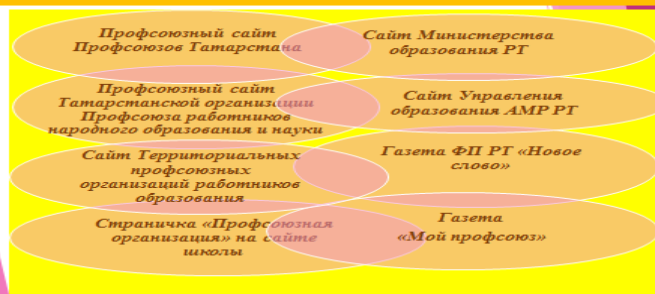 Профсоюзный сайт
Профсоюзов Татарстана
Сайт Министерства
образования РТ
Профсоюзный сайт
Татарстанской организации
Профсоюза работников
народного образования и науки
Сайт Управления
образования АМР РТ
Сайт Территориальных
профсоюзных
организаций работников
образования
Газета ФП РТ «Новое
слово»
Страничка «Профсоюзная
организация» на сайте
школы
Газета
«Мой профсоюз»